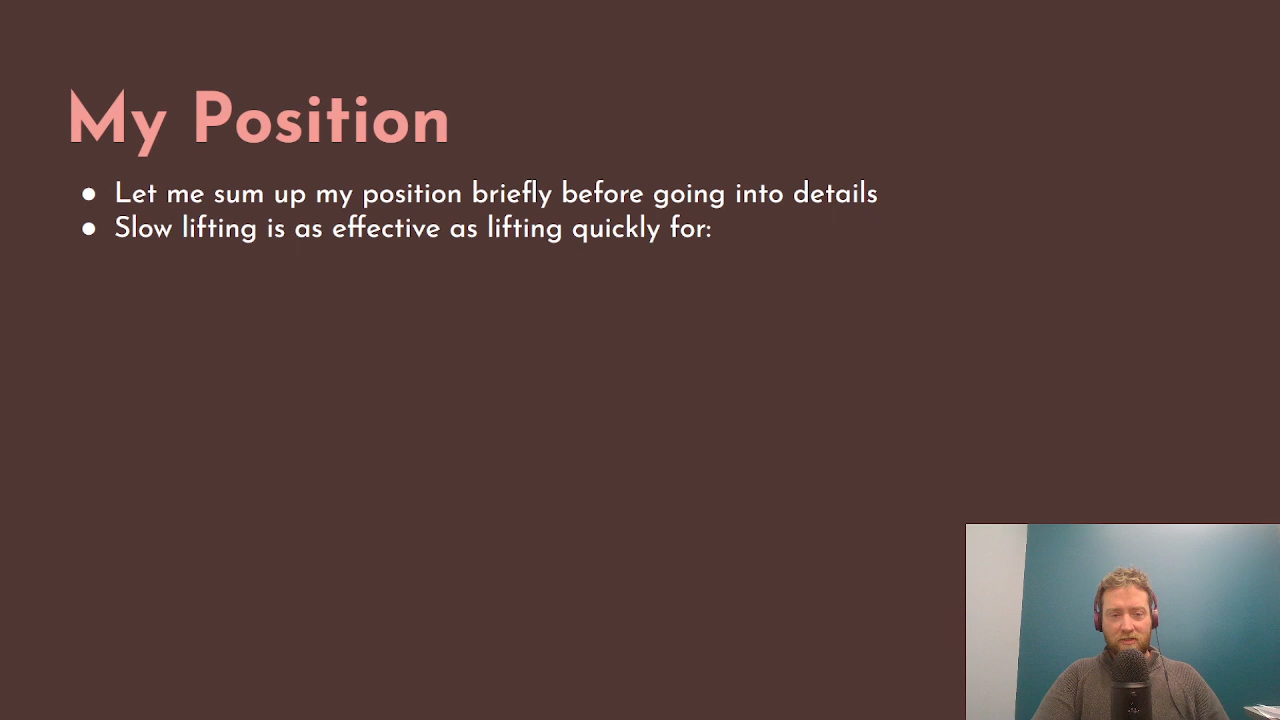 My Position
● Let me sum up my position briefly before going into details
● Slow lifting is as effective as lifting quickly for: